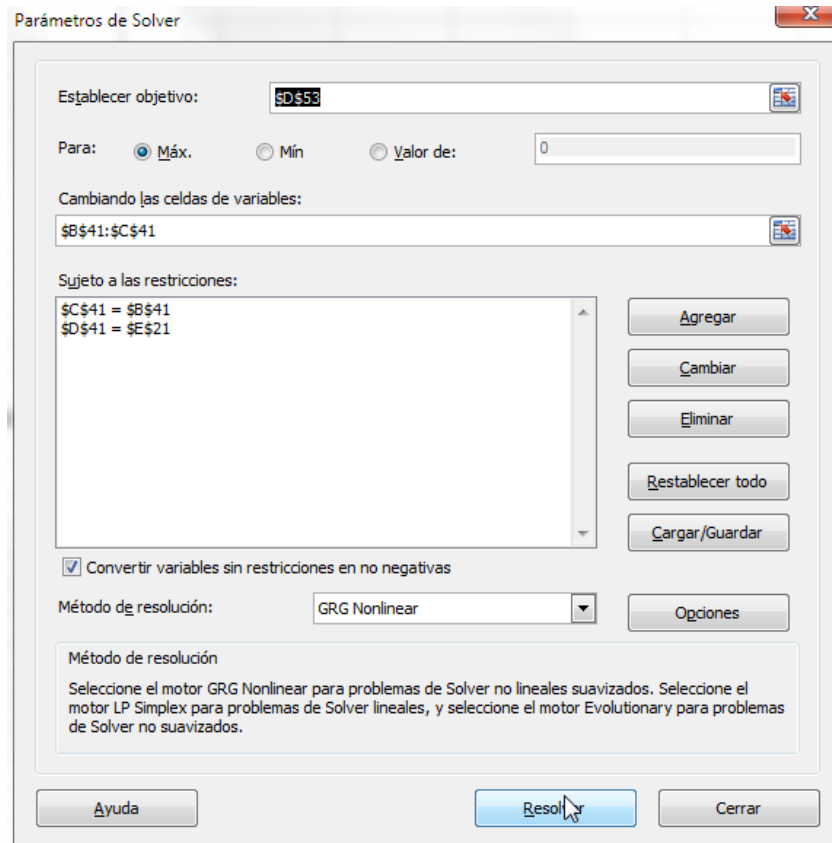 Parámetros de Solver
X
Establecer objetivo:
$D$53
Para:
Máx.
Mín
Valor de:
0
Cambiando las celdas de variables:
$B$41:$C$41
Sujeto a las restricciones:
$C$41 = $B$41
$D$41 = $E$21
Agregar
Cambiar
Eliminar
Restablecer todo
Cargar/Guardar
Convertir variables sin restricciones en no negativas
Método de resolución:
GRG Nonlinear
Opciones
Método de resolución
Seleccione el motor GRG Nonlinear para problemas de Solver no lineales suavizados. Seleccione el
motor LP Simplex para problemas de Solver lineales, y seleccione el motor Evolutionary para problemas
de Solver no suavizados.
Ayuda
Resolver
Cerrar